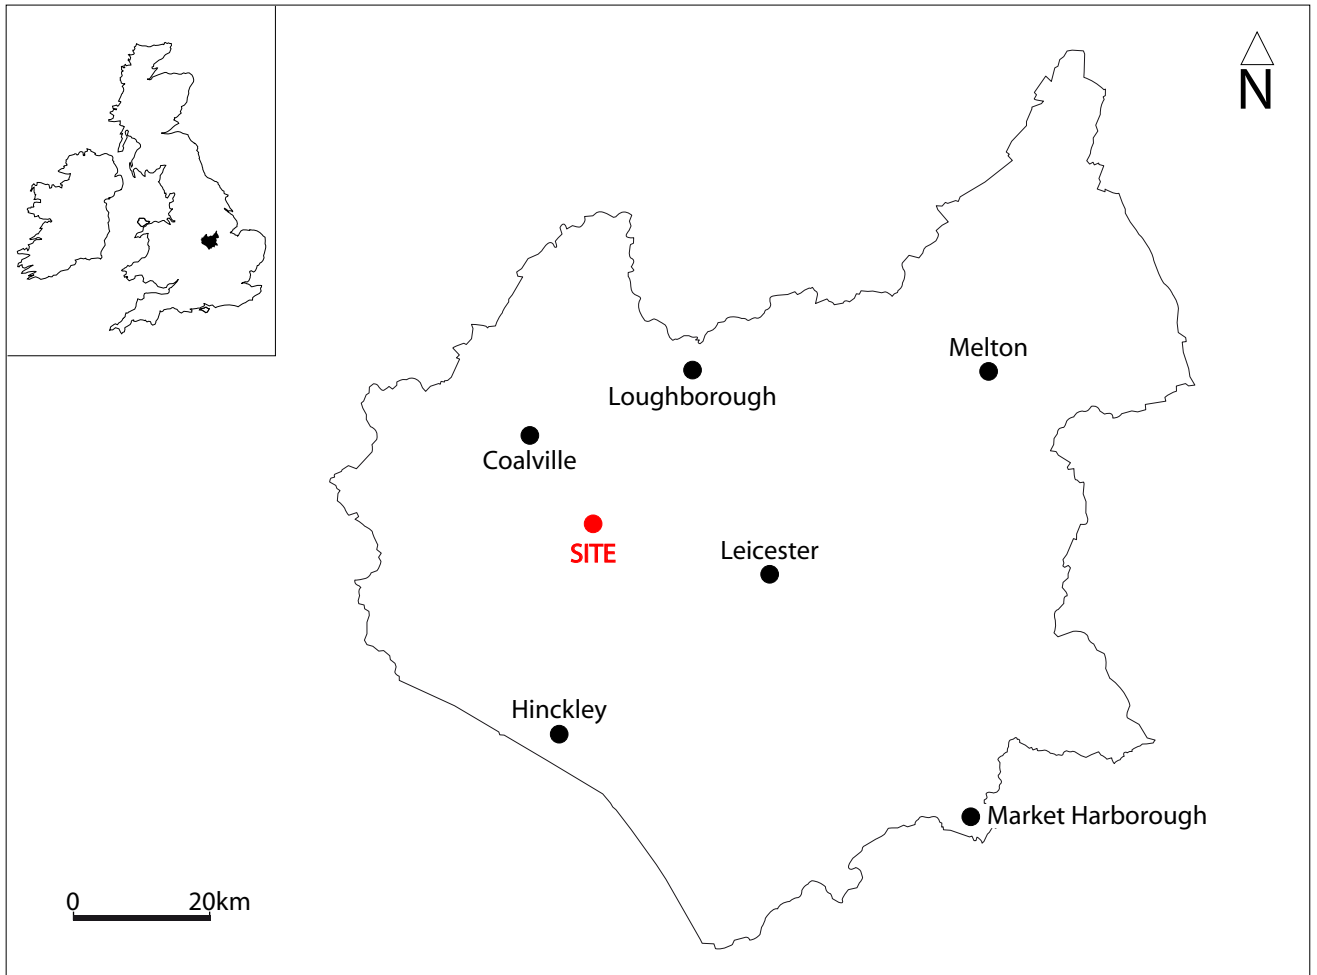 N
Melton
Loughborough
Coalville
SITE
Leicester
Hinckley
Market Harborough
0 20km